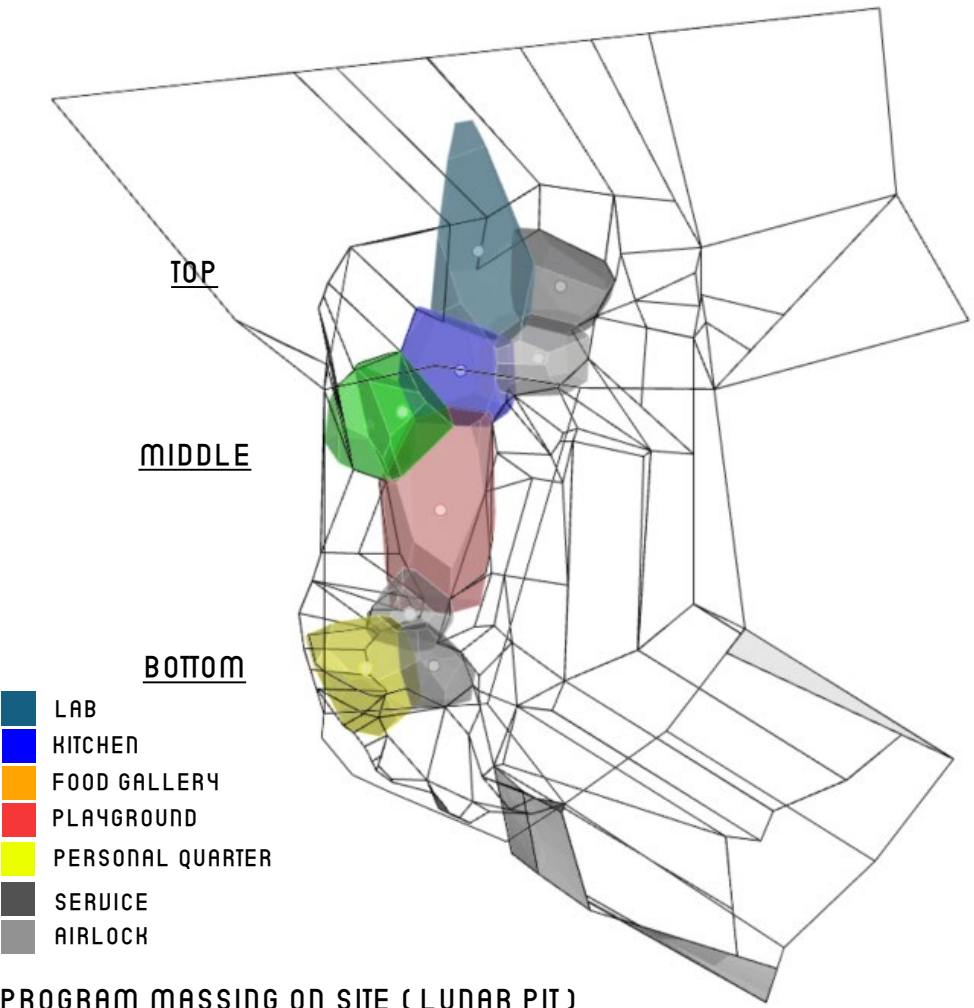 TOP
MIDDLE
BOTTOM
LAB
KITCHEN
FOOD GALLERY
PLAYGROUND
PERSONAL QUARTER
SERVICE
AIRLOCK
PROGRAM MASSING ON SITE (LUNAR PIT)